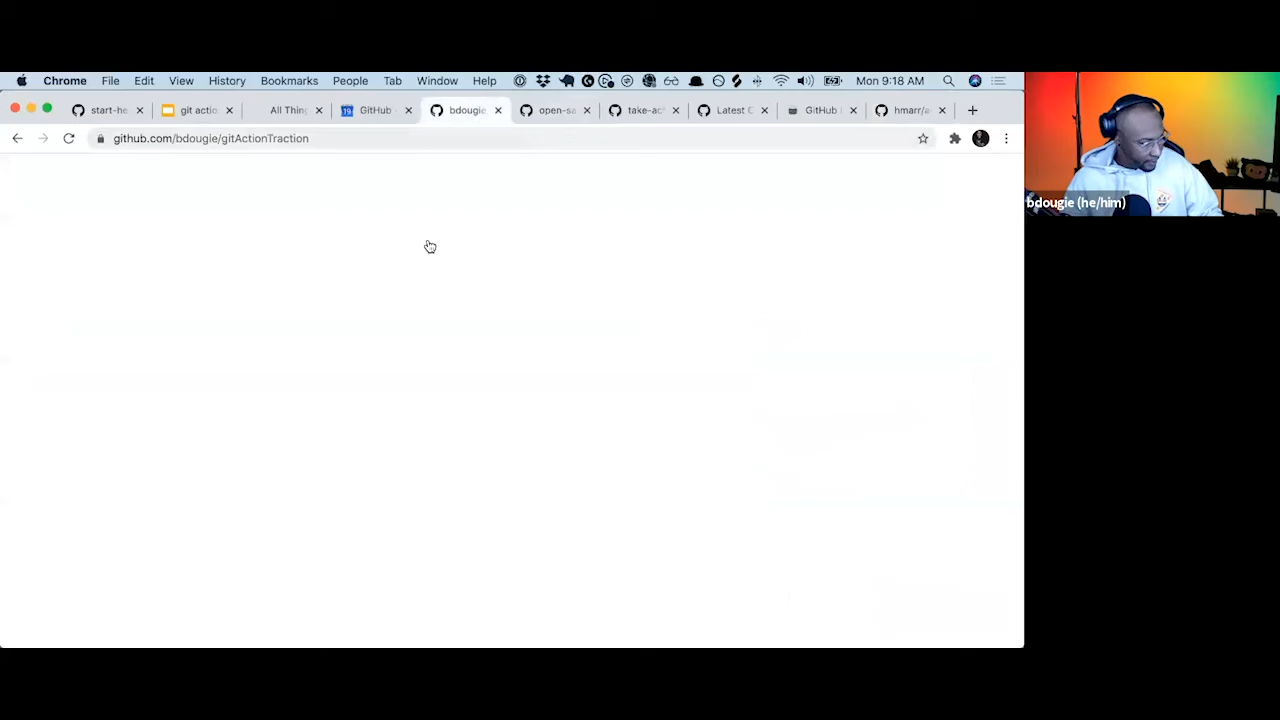 Chrome File Edit View History Bookmarks People Tab Window Help Mon 9:18 AM
start-he git actio All Thing GitHub bdougie open-sa take-act Latest C GitHub hmarr/a
github.com/bdougie/gitActionTraction
bdougie (he/him)